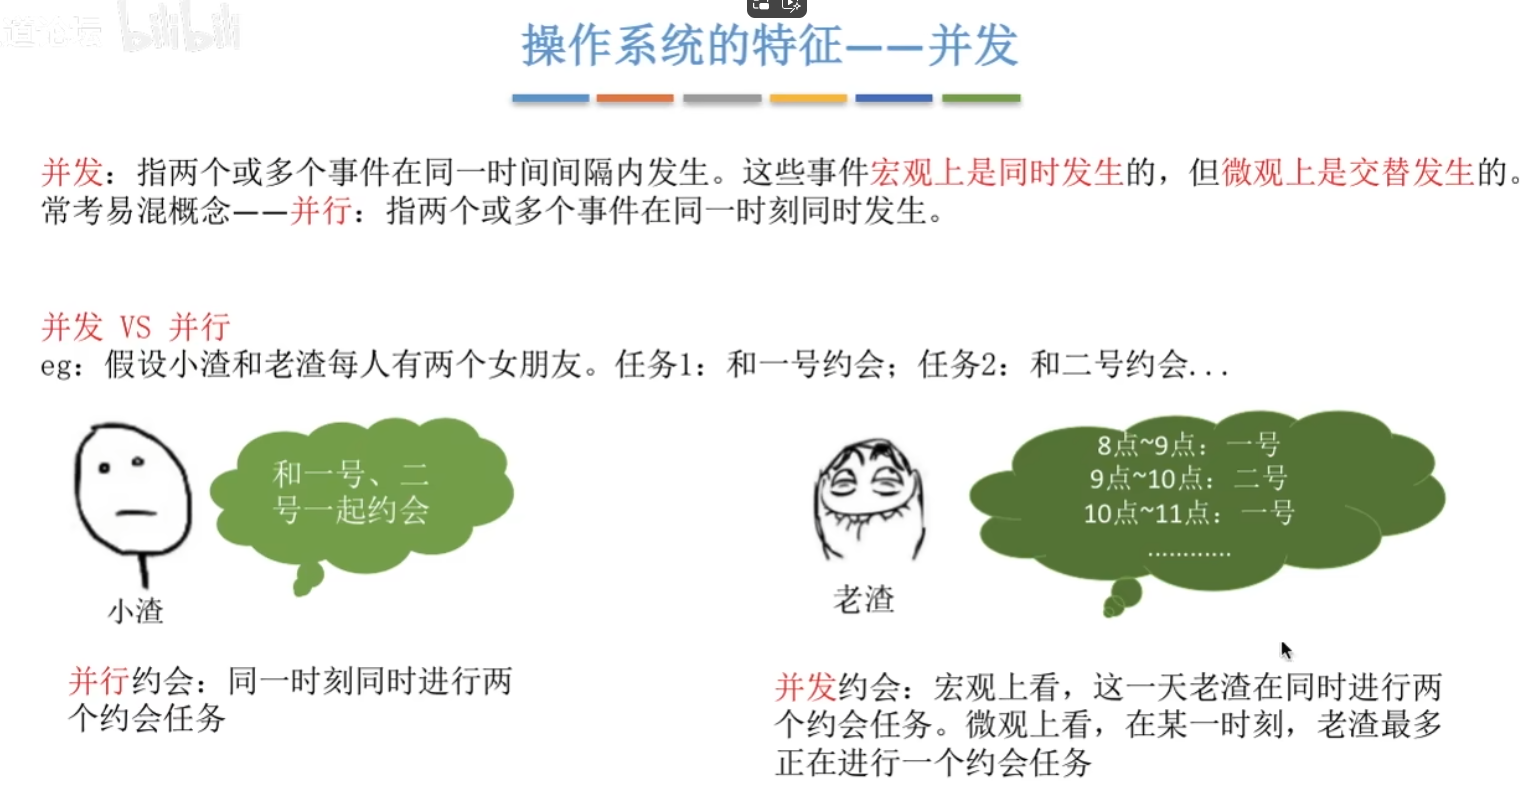 道论坛 bilibili
操作系统的特征——并发
并发：指两个或多个事件在同一时间间隔内发生。这些事件宏观上是同时发生的，但微观上是交替发生的。
常考易混概念——并行：指两个或多个事件在同一时刻同时发生。
并发 VS 并行
eg：假设小渣和老渣每人有两个女朋友。任务1：和一号约会；任务2：和二号约会...
和一号、二
号一起约会
小渣
并行约会：同一时刻同时进行两
个约会任务
8点~9点：一号
9点~10点：二号
10点~11点：一号
............
老渣
并发约会：宏观上看，这一天老渣在同时进行两
个约会任务。微观上看，在某一时刻，老渣最多
正在进行一个约会任务